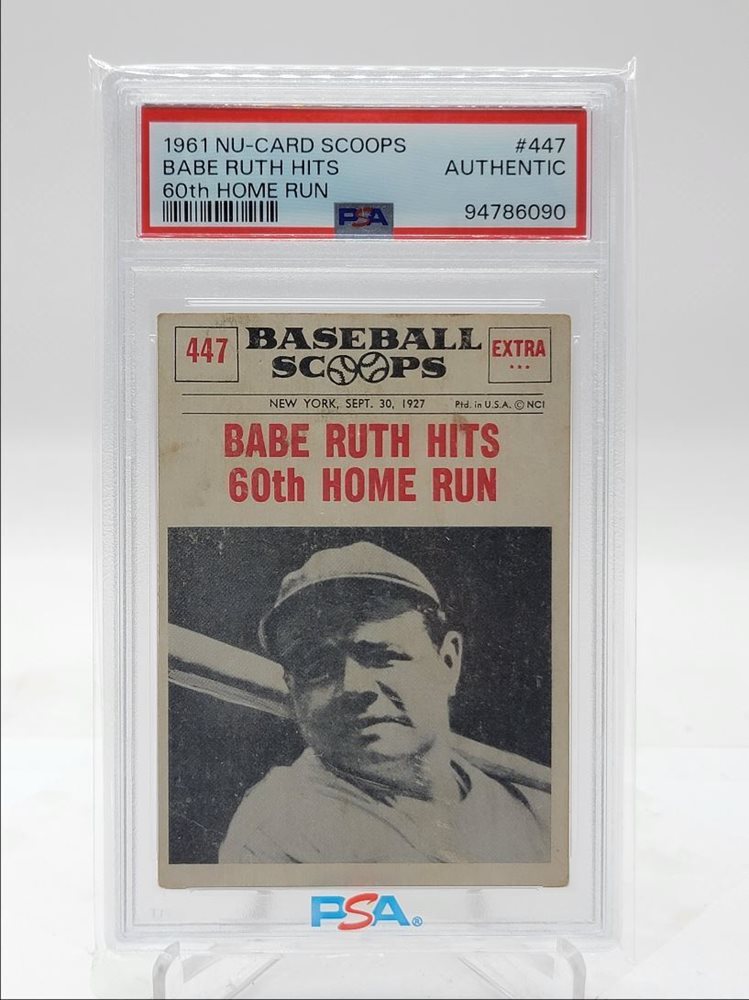 1961 NU-CARD SCOOPS #447
BABE RUTH HITS AUTHENTIC
60th HOME RUN
PSA 94786090
447 BASEBALL SCOOPS EXTRA
NEW YORK, SEPT. 30, 1927 Ptd. in U.S.A. © NCI
BABE RUTH HITS
60th HOME RUN
PSA®